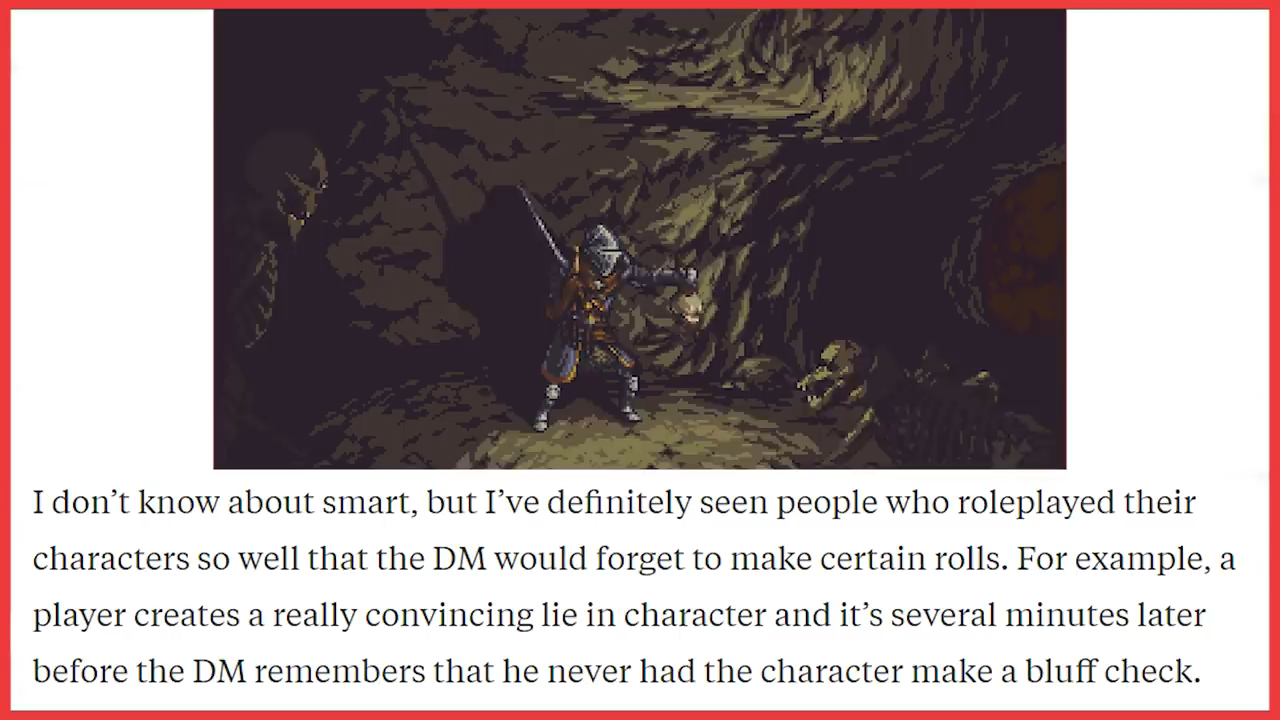 I don’t know about smart, but I’ve definitely seen people who roleplayed their
characters so well that the DM would forget to make certain rolls. For example, a
player creates a really convincing lie in character and it’s several minutes later
before the DM remembers that he never had the character make a bluff check.